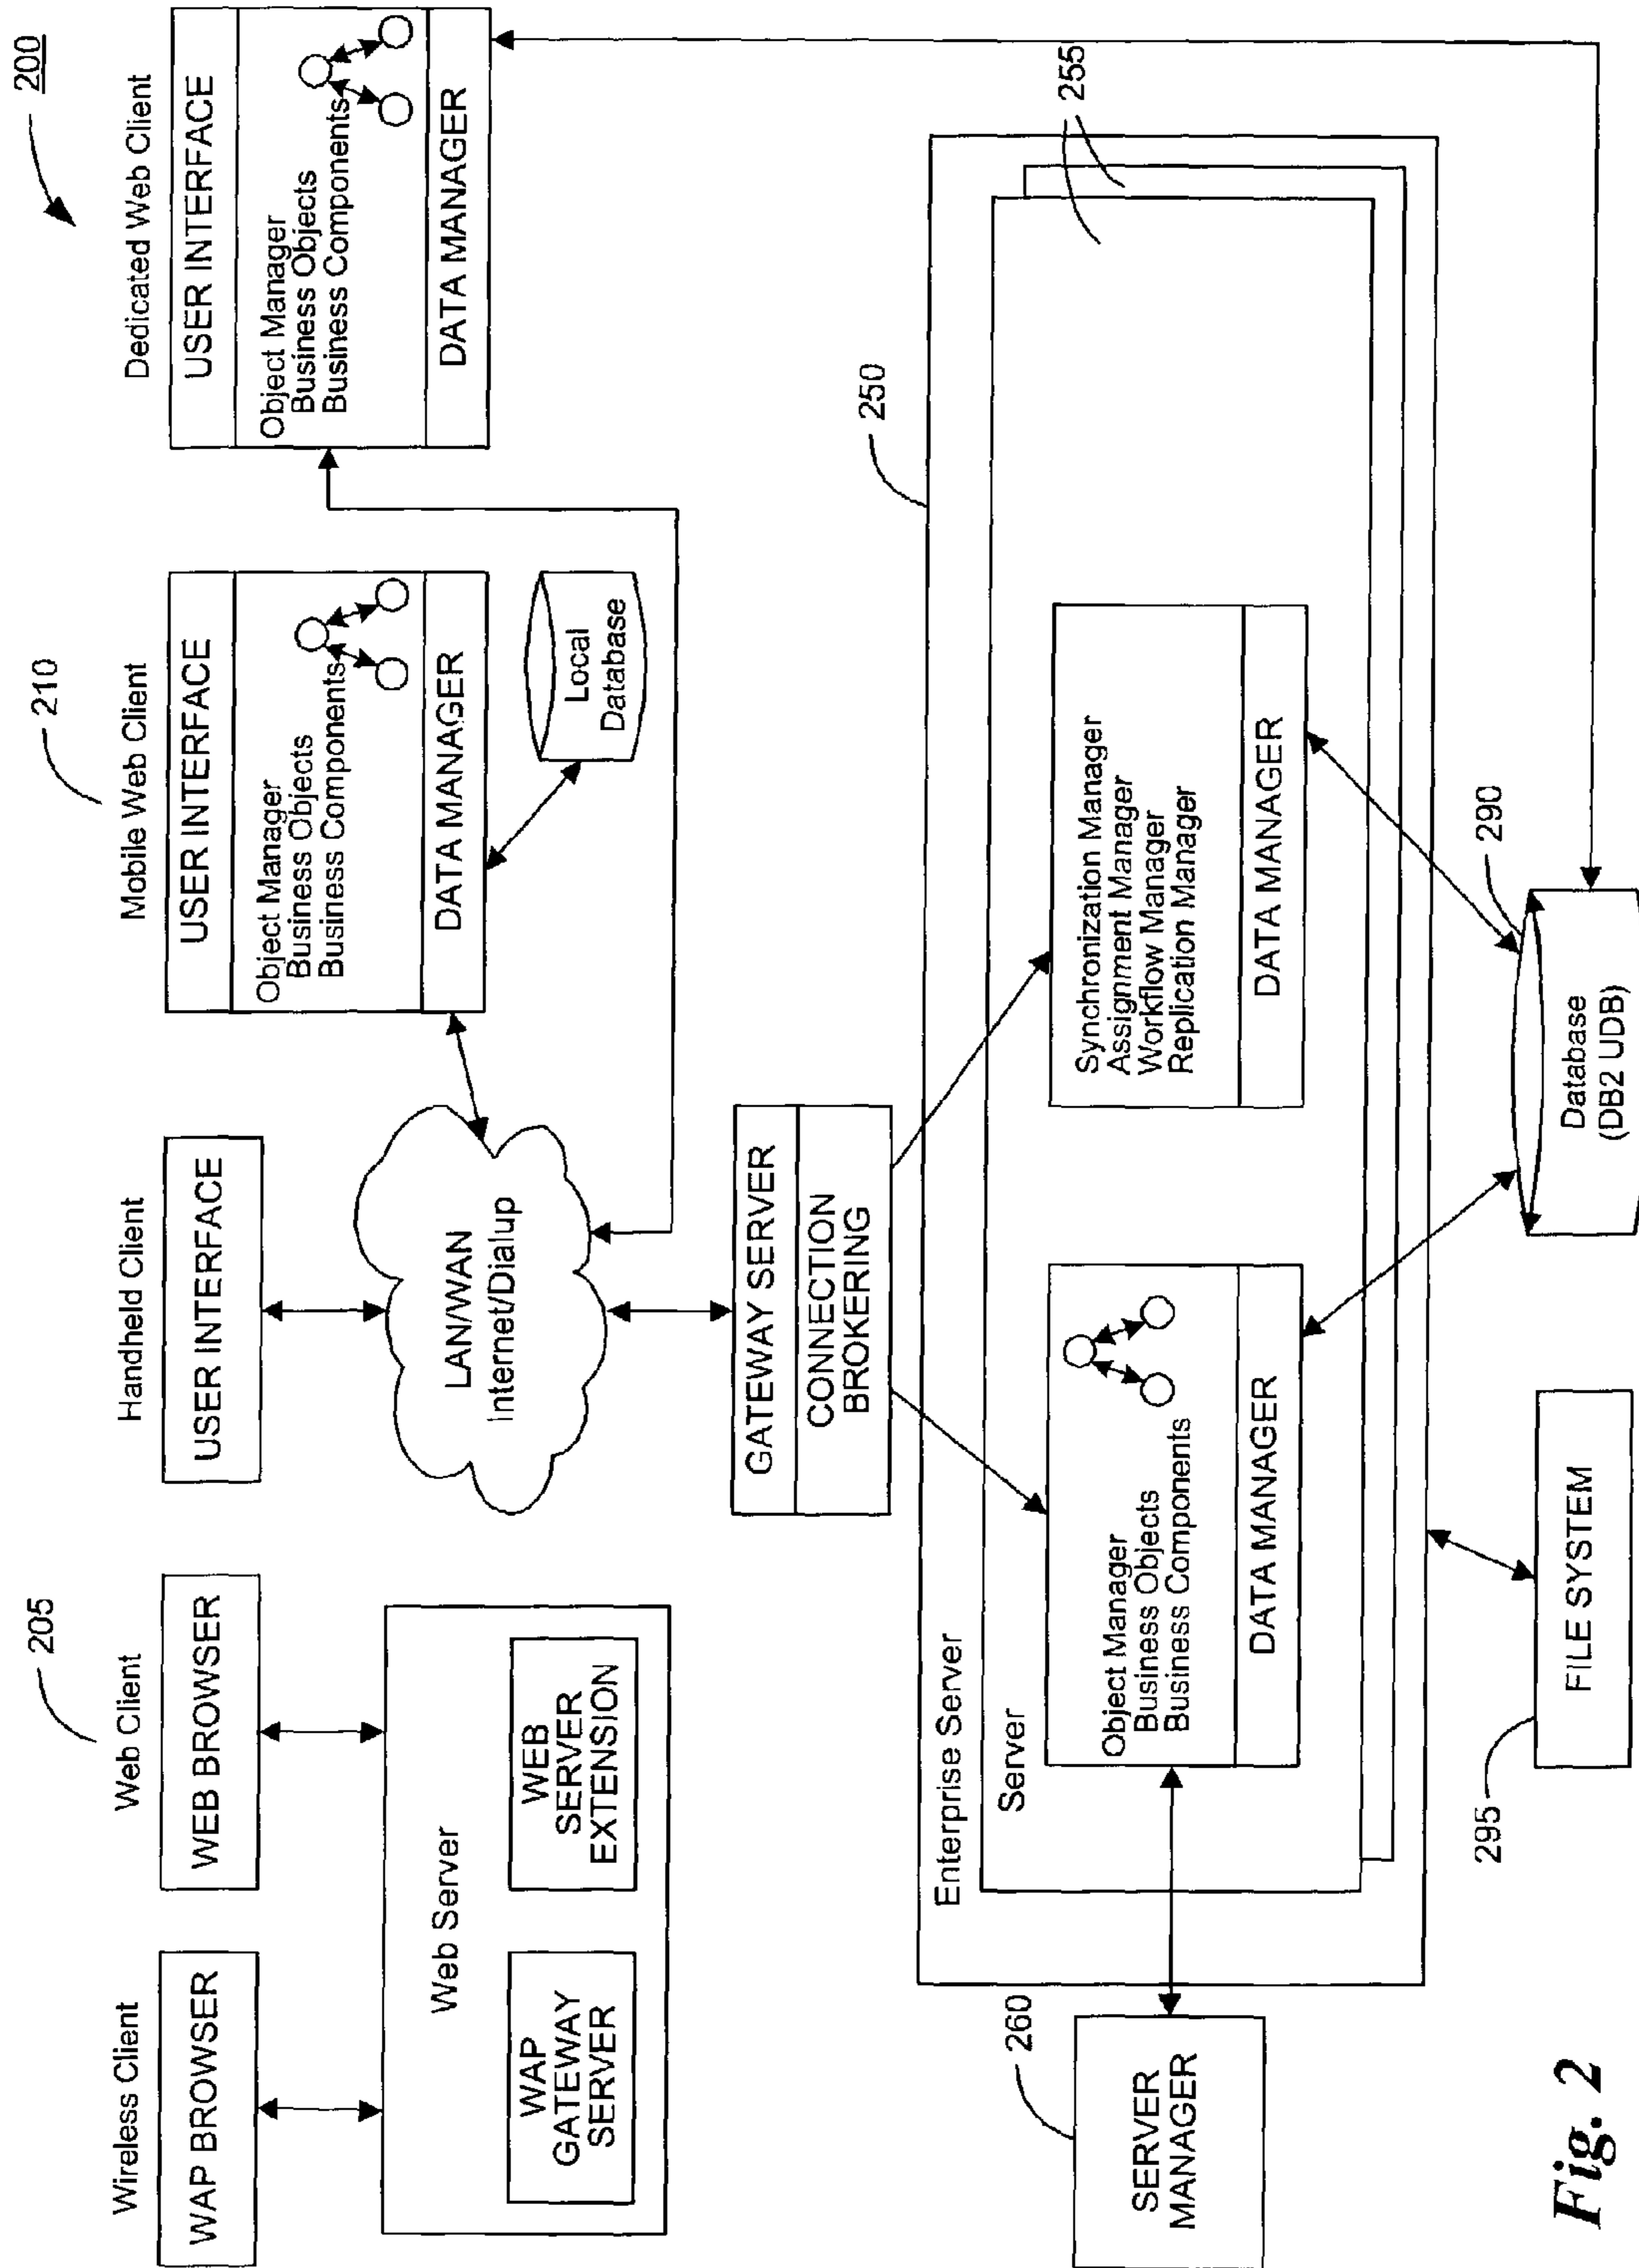 200
Wireless Client
WAP BROWSER
205
Web Client
WEB BROWSER
Web Server
WAP
GATEWAY
SERVER
WEB
SERVER
EXTENSION
Handheld Client
USER INTERFACE
LAN/WAN
Internet/Dialup
210
Mobile Web Client
USER INTERFACE
Object Manager
Business Objects
Business Components
DATA MANAGER
Local
Database
Dedicated Web Client
USER INTERFACE
Object Manager
Business Objects
Business Components
DATA MANAGER
GATEWAY SERVER
CONNECTION
BROKERING
250
255
Enterprise Server
Server
Object Manager
Business Objects
Business Components
DATA MANAGER
Synchronization Manager
Assignment Manager
Workflow Manager
Replication Manager
DATA MANAGER
260
SERVER
MANAGER
295
FILE SYSTEM
290
Database
(DB2 UDB)
Fig. 2